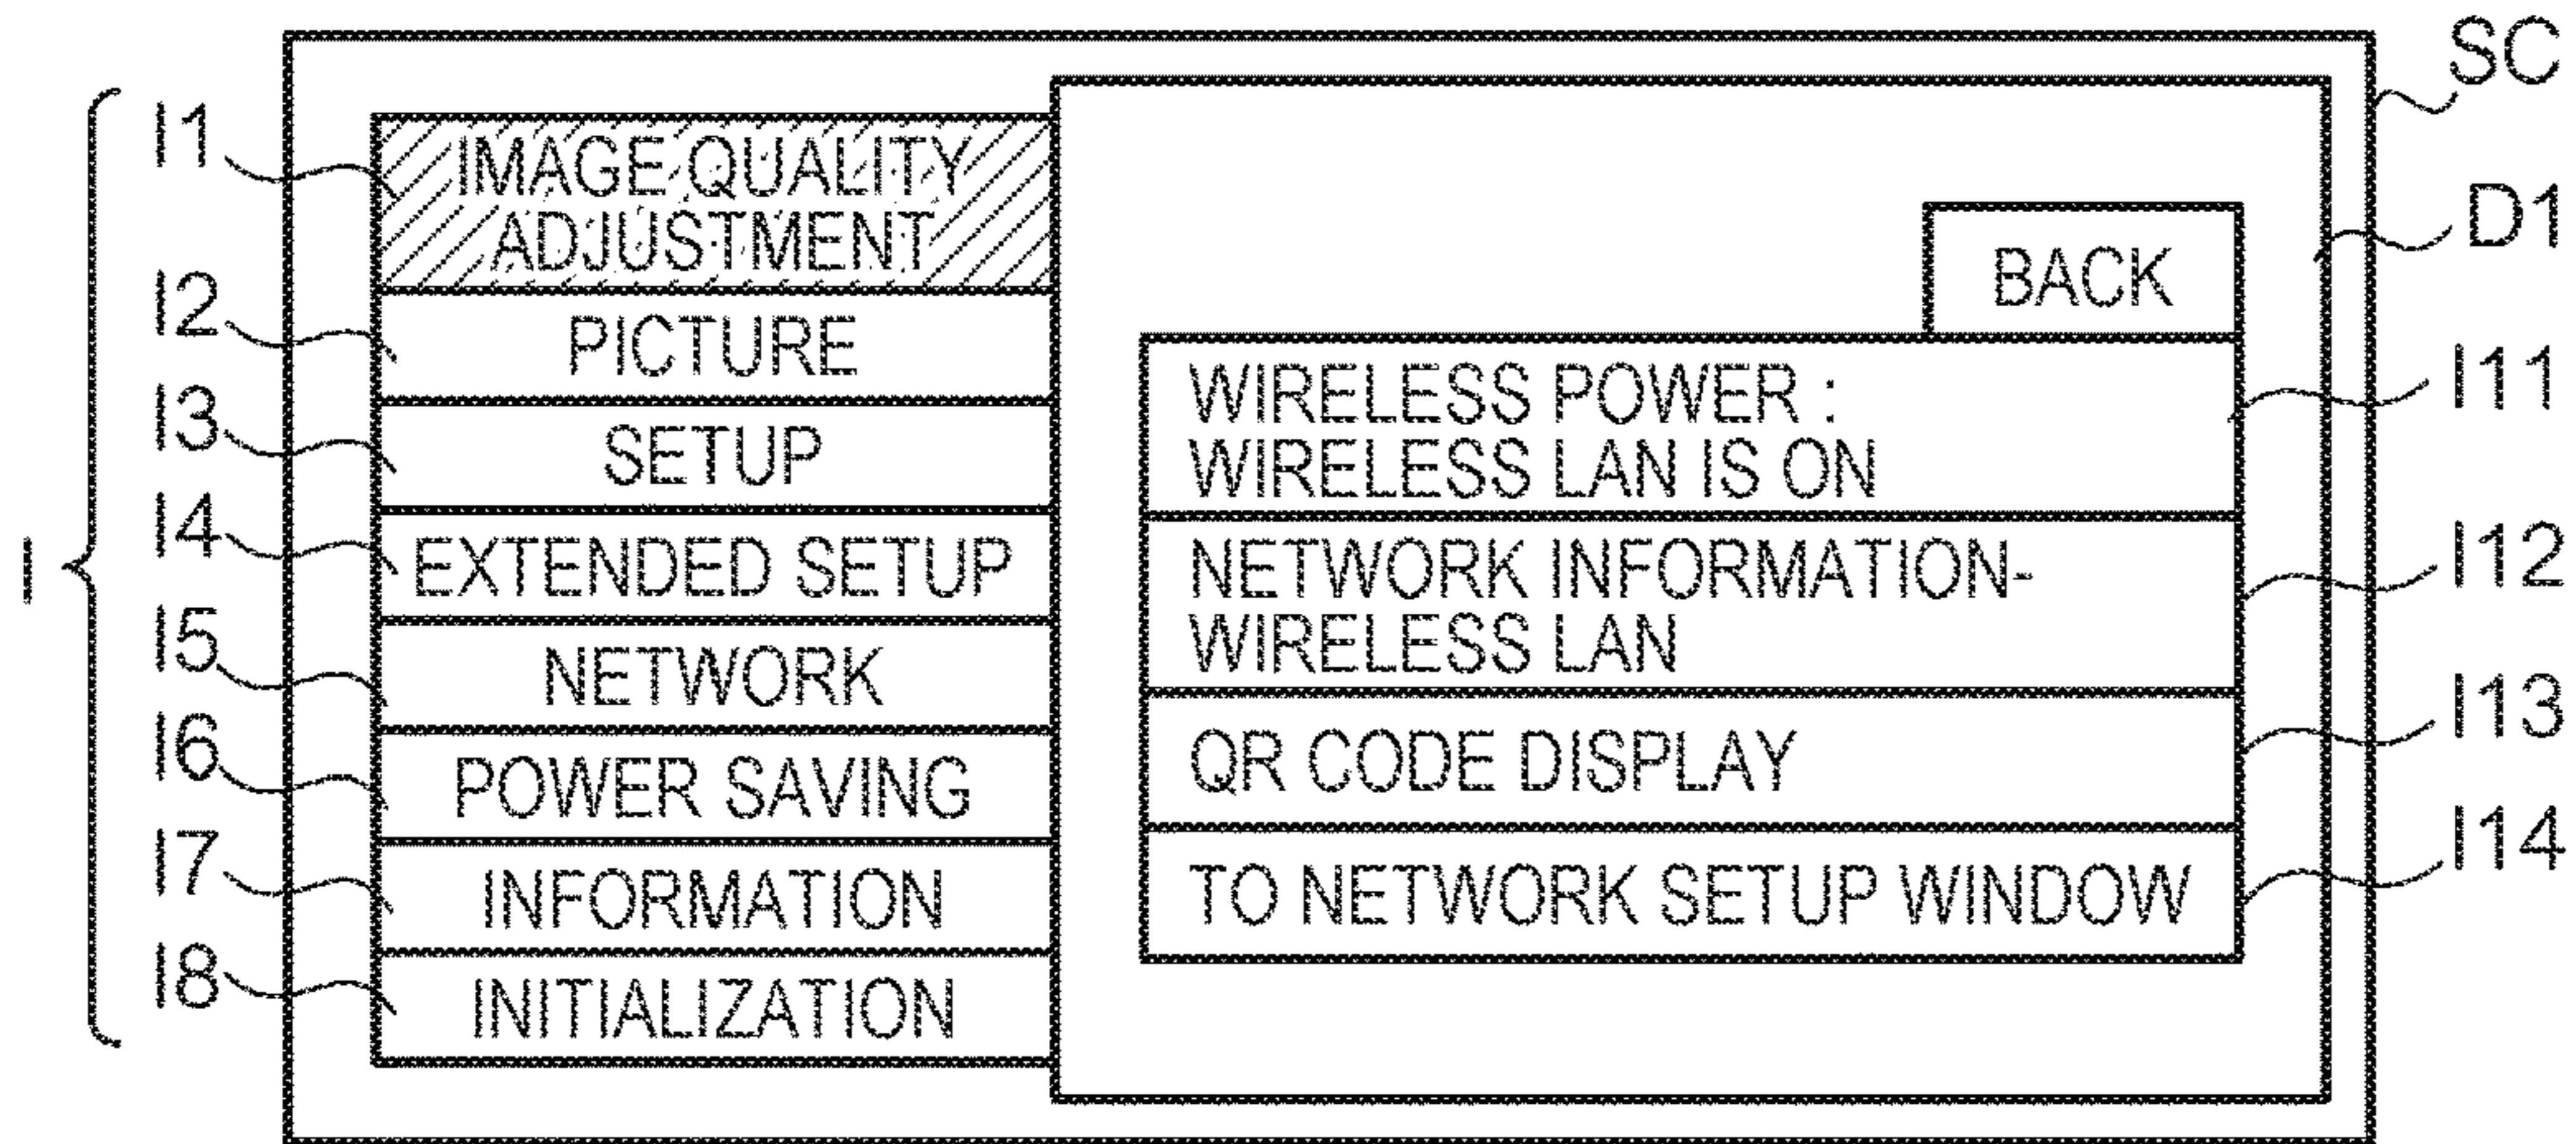 SC
I
I1
IMAGE QUALITY
ADJUSTMENT
D1
BACK
I2
PICTURE
WIRELESS POWER :
WIRELESS LAN IS ON
I11
I3
SETUP
I4
EXTENDED SETUP
NETWORK INFORMATION-
WIRELESS LAN
I12
I5
NETWORK
I6
POWER SAVING
QR CODE DISPLAY
I13
I7
INFORMATION
TO NETWORK SETUP WINDOW
I14
I8
INITIALIZATION